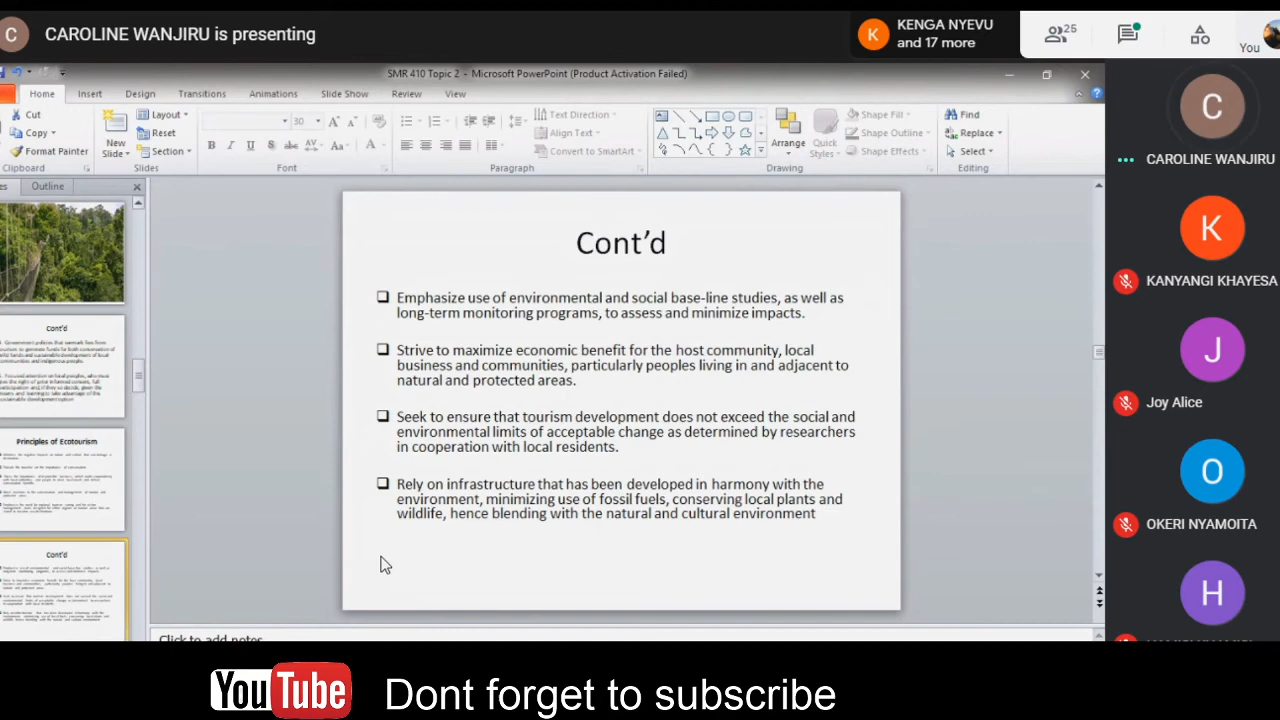 C
CAROLINE WANJIRU is presenting
K
KENGA NYEVU
and 17 more
25
You
SMR 410 Topic 2 - Microsoft PowerPoint (Product Activation Failed)
Home Insert Design Transitions Animations Slide Show Review View
Cut
Copy
Format Painter
Clipboard
New
Slide
Layout
Reset
Section
Slides
30
B I U S abc AV Aa A
Font
Text Direction
Align Text
Convert to SmartArt
Paragraph
Arrange
Quick
Styles
Shape Fill
Shape Outline
Shape Effects
Drawing
Find
Replace
Select
Editing
es Outline
Cont'd
Principles of Ecotourism
Cont'd
Cont’d
Emphasize use of environmental and social base-line studies, as well as
long-term monitoring programs, to assess and minimize impacts.
Strive to maximize economic benefit for the host community, local
business and communities, particularly peoples living in and adjacent to
natural and protected areas.
Seek to ensure that tourism development does not exceed the social and
environmental limits of acceptable change as determined by researchers
in cooperation with local residents.
Rely on infrastructure that has been developed in harmony with the
environment, minimizing use of fossil fuels, conserving local plants and
wildlife, hence blending with the natural and cultural environment
Click to add notes
C
CAROLINE WANJIRU
K
KANYANGI KHAYESA
J
Joy Alice
O
OKERI NYAMOITA
H
YouTube
Dont forget to subscribe